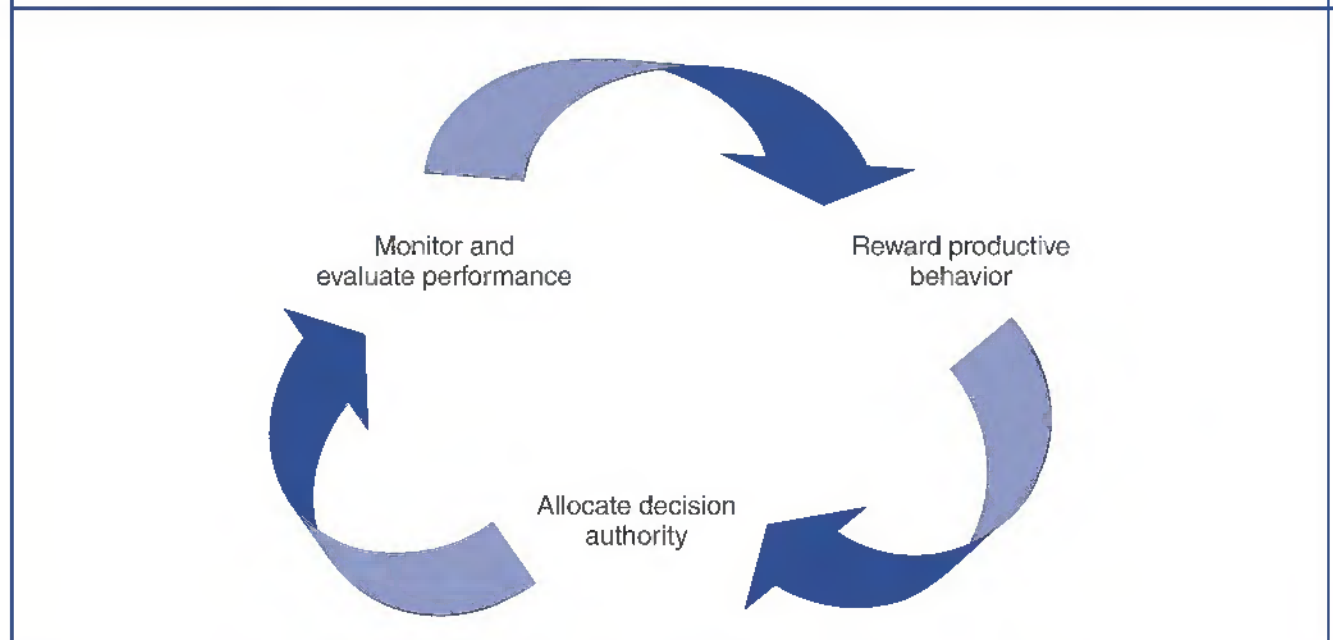 Monitor and
evaluate performance
Reward productive
behavior
Allocate decision
authority